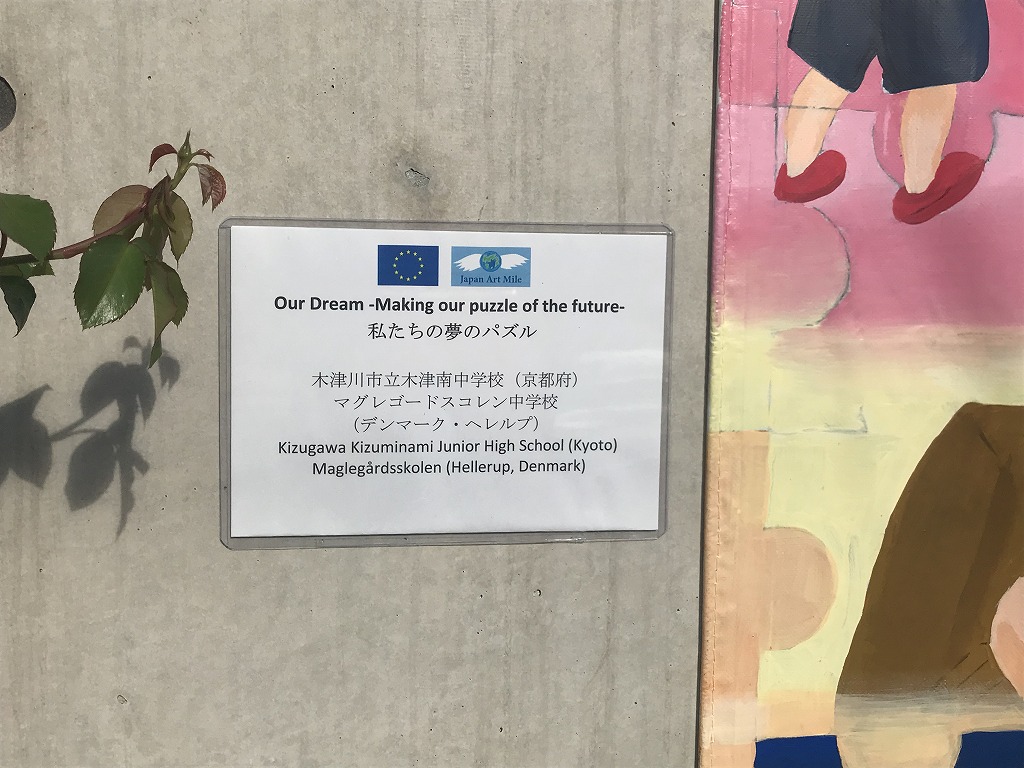 Japan Art Mile
Our Dream -Making our puzzle of the future-
私たちの夢のパズル
木津川市立木津南中学校（京都府）
マグレゴードスコレン中学校
（デンマーク・ヘレルプ）
Kizugawa Kizuminami Junior High School (Kyoto)
Maglegårdsskolen (Hellerup, Denmark)